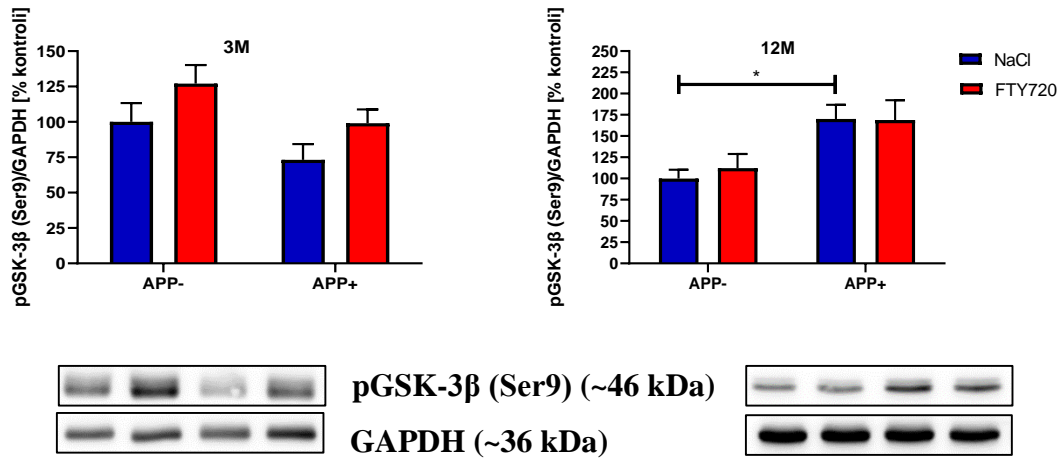 3M
pGSK-3β (Ser9)/GAPDH [% kontroli]
150
125
100
75
50
25
0
APP-
APP+
12M
pGSK-3β (Ser9)/GAPDH [% kontroli]
250
225
200
175
150
125
100
75
50
25
0
*
APP-
APP+
NaCl
FTY720
pGSK-3β (Ser9) (~46 kDa)
GAPDH (~36 kDa)